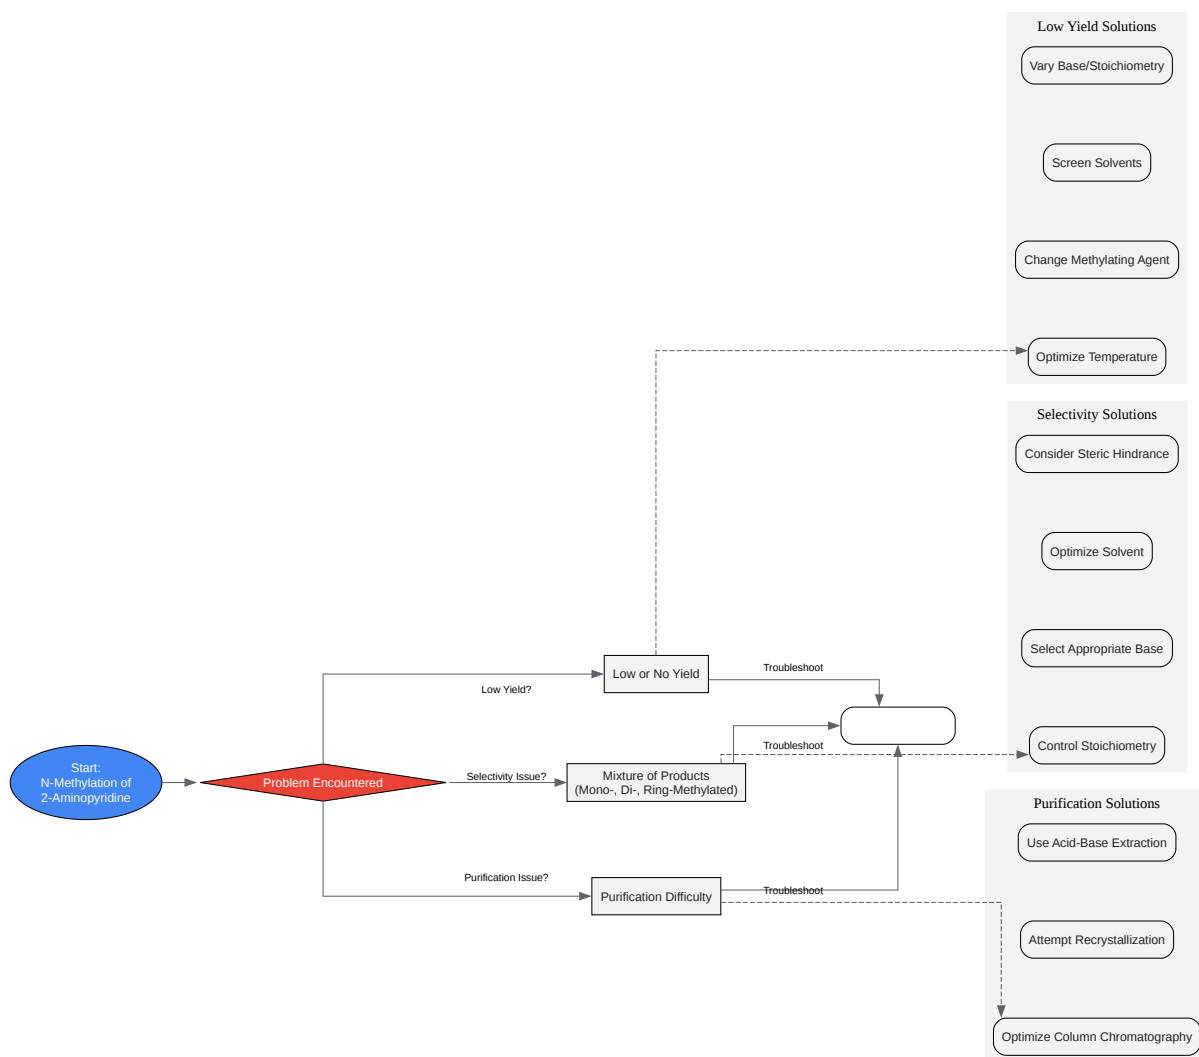 Low Yield Solutions
Vary Base/Stoichiometry
Screen Solvents
Change Methylating Agent
Optimize Temperature
Selectivity Solutions
Consider Steric Hindrance
Optimize Solvent
Select Appropriate Base
Control Stoichiometry
Low or No Yield
Troubleshoot
Low Yield?
Start:
N-Methylation of
2-Aminopyridine
Problem Encountered
Selectivity Issue?
Mixture of Products
(Mono-, Di-, Ring-Methylated)
Troubleshoot
Purification Issue?
Purification Difficulty
Troubleshoot
Purification Solutions
Use Acid-Base Extraction
Attempt Recrystallization
Optimize Column Chromatography